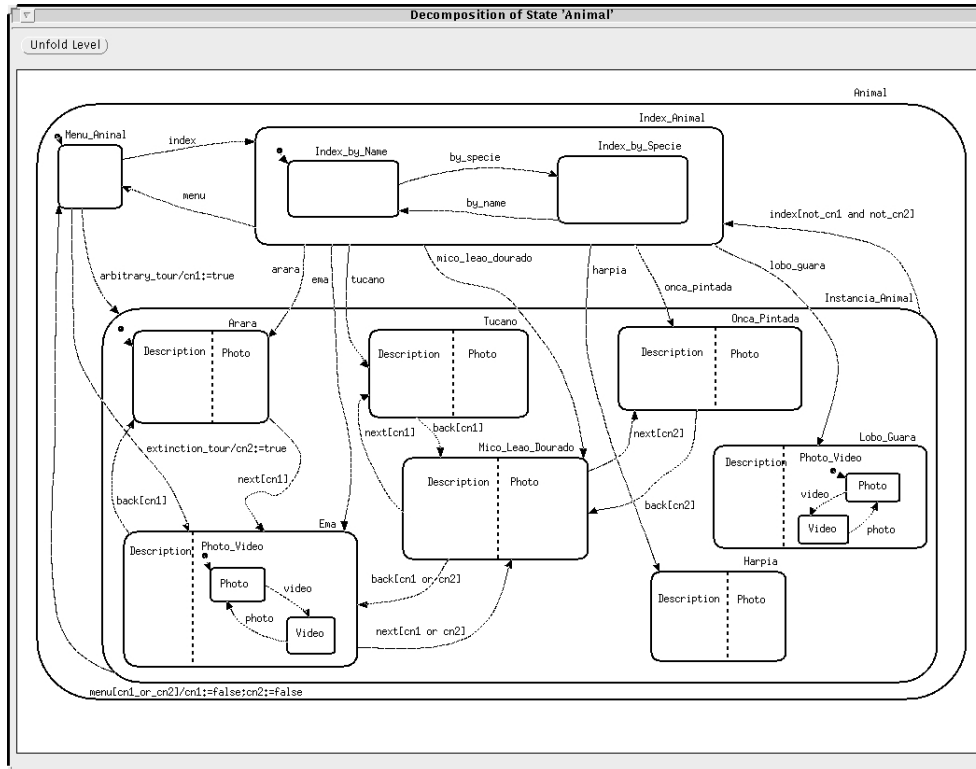 Decomposition of State 'Animal'
Unfold Level
Animal
Index_Animal
Menu_Aninal
index
Index_by_Name
Index_by_Specie
by_specie
menu
by_name
index[not_cn1 and not_cn2]
arbitrary_tour/cn1:=true
arara
ema
tucano
mico_leao_dourado
harpia
onca_pintada
lobo_guara
Instancia_Animal
Arara
Tucano
Onca_Pintada
Description
Photo
Description
Photo
Description
Photo
next[cn1]
back[cn1]
next[cn2]
extinction_tour/cn2:=true
Mico_Leao_Dourado
Lobo_Guara
Description
Photo
Description
Photo_Video
Photo
video
Video
photo
next[cn1]
back[cn1]
back[cn2]
Ema
Description
Photo_Video
Photo
video
photo
Video
back[cn1 or cn2]
next[cn1 or cn2]
Harpia
Description
Photo
menu[cn1_or_cn2]/cn1:=false;cn2:=false